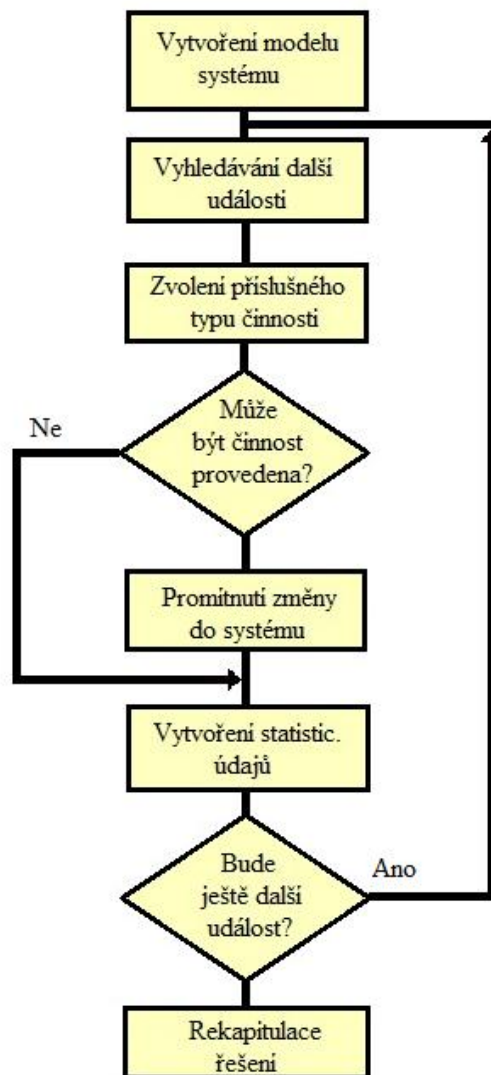 Vytvoření modelu
systému
Vyhledávání další
události
Zvolení příslušného
typu činnosti
Může
být činnost
provedena?
Ne
Promítnutí změny
do systému
Vytvoření statistic.
údajů
Bude
ještě další
událost?
Ano
Rekapitulace
řešení